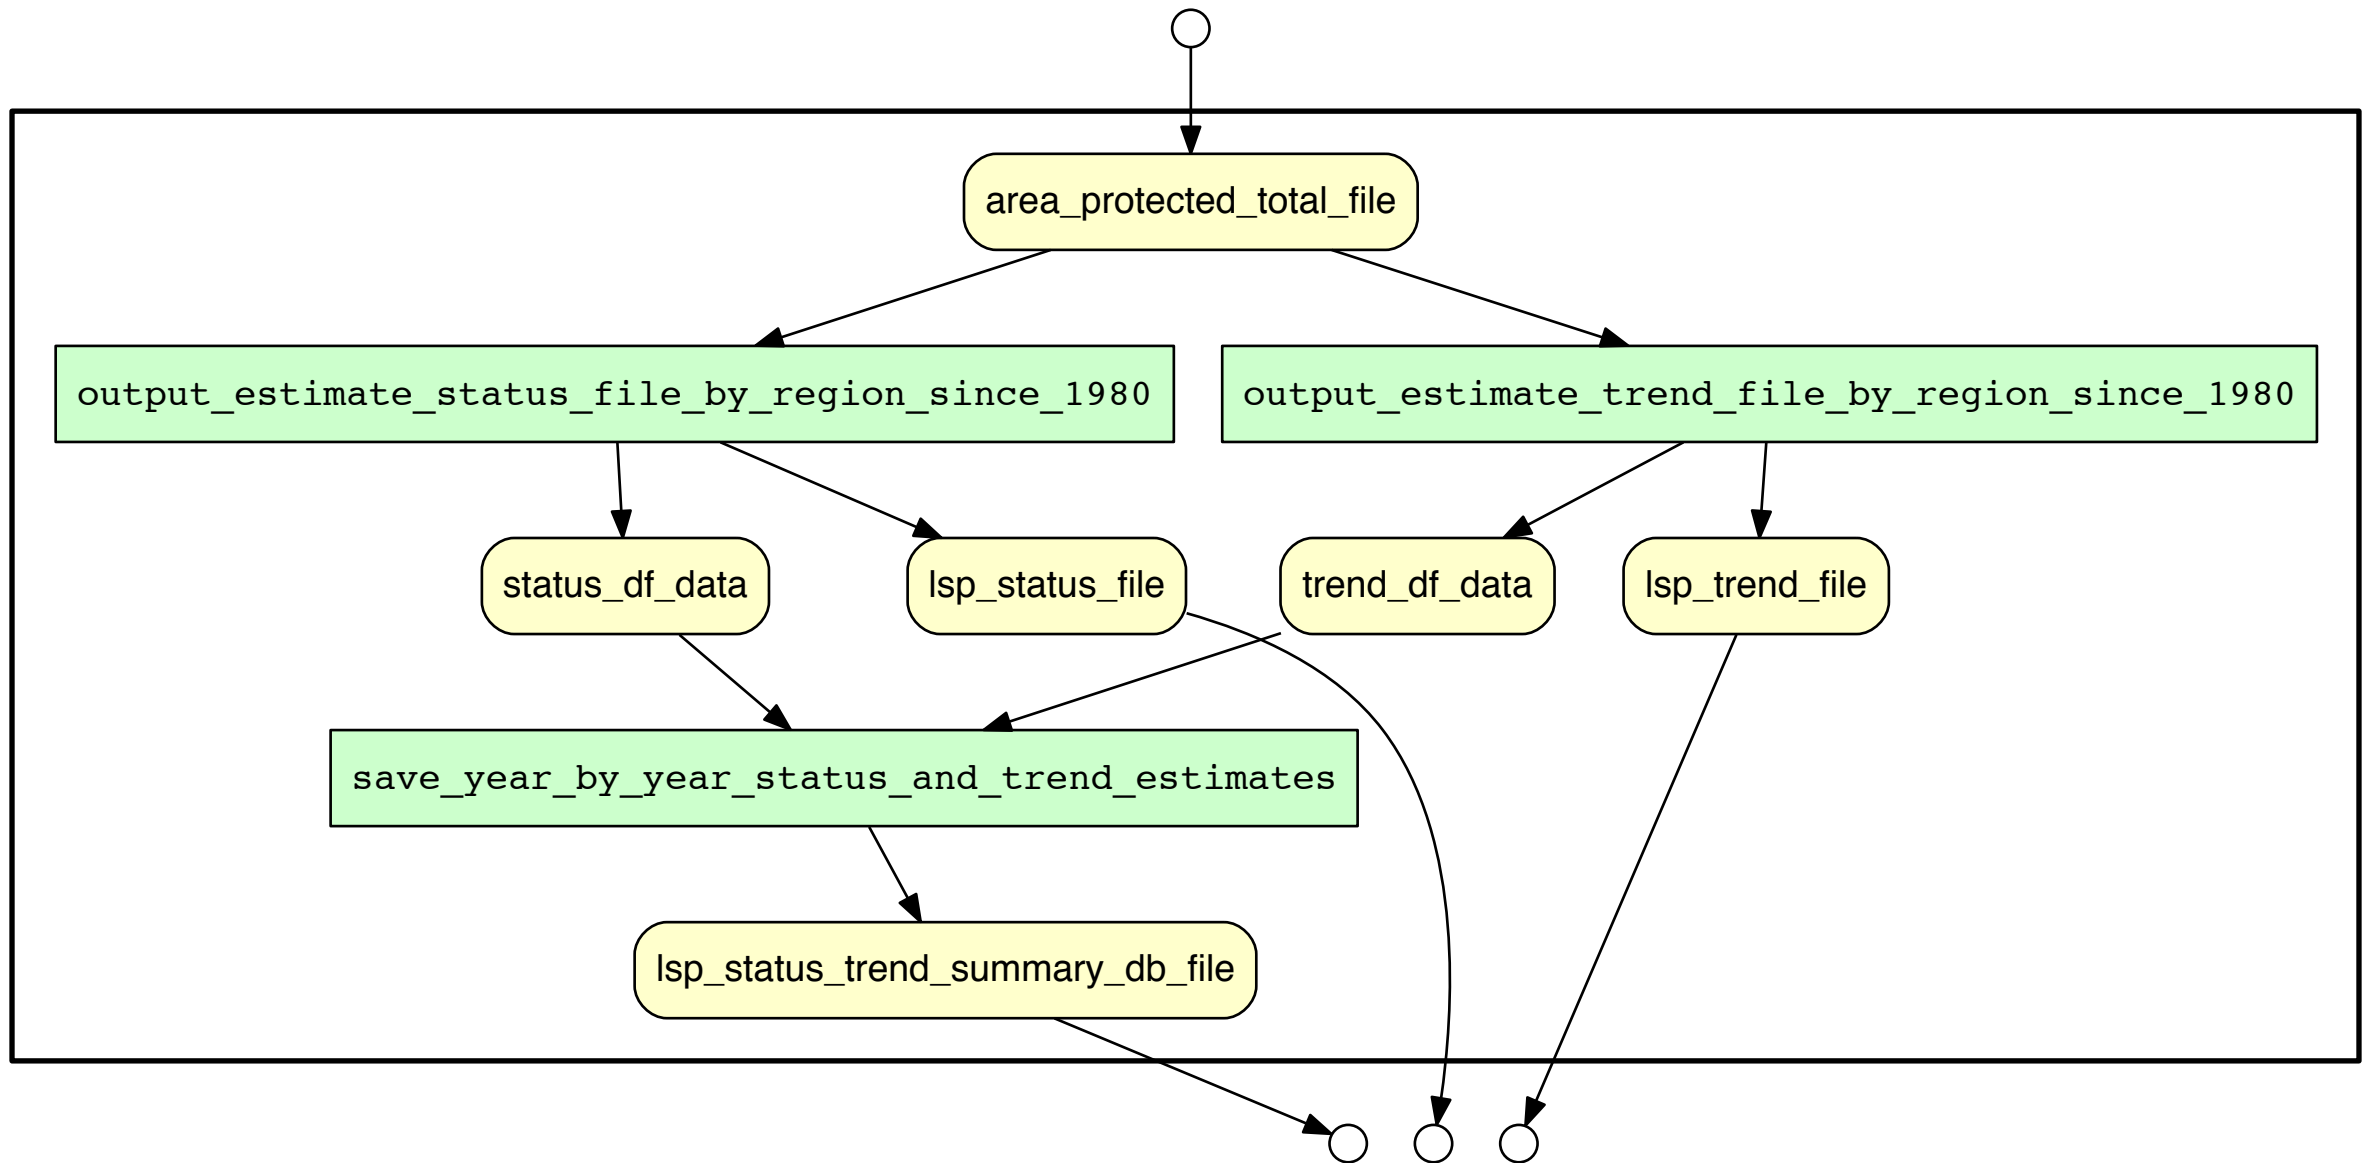 area_protected_total_file
output_estimate_status_file_by_region_since_1980
output_estimate_trend_file_by_region_since_1980
status_df_data
lsp_status_file
trend_df_data
lsp_trend_file
save_year_by_year_status_and_trend_estimates
lsp_status_trend_summary_db_file